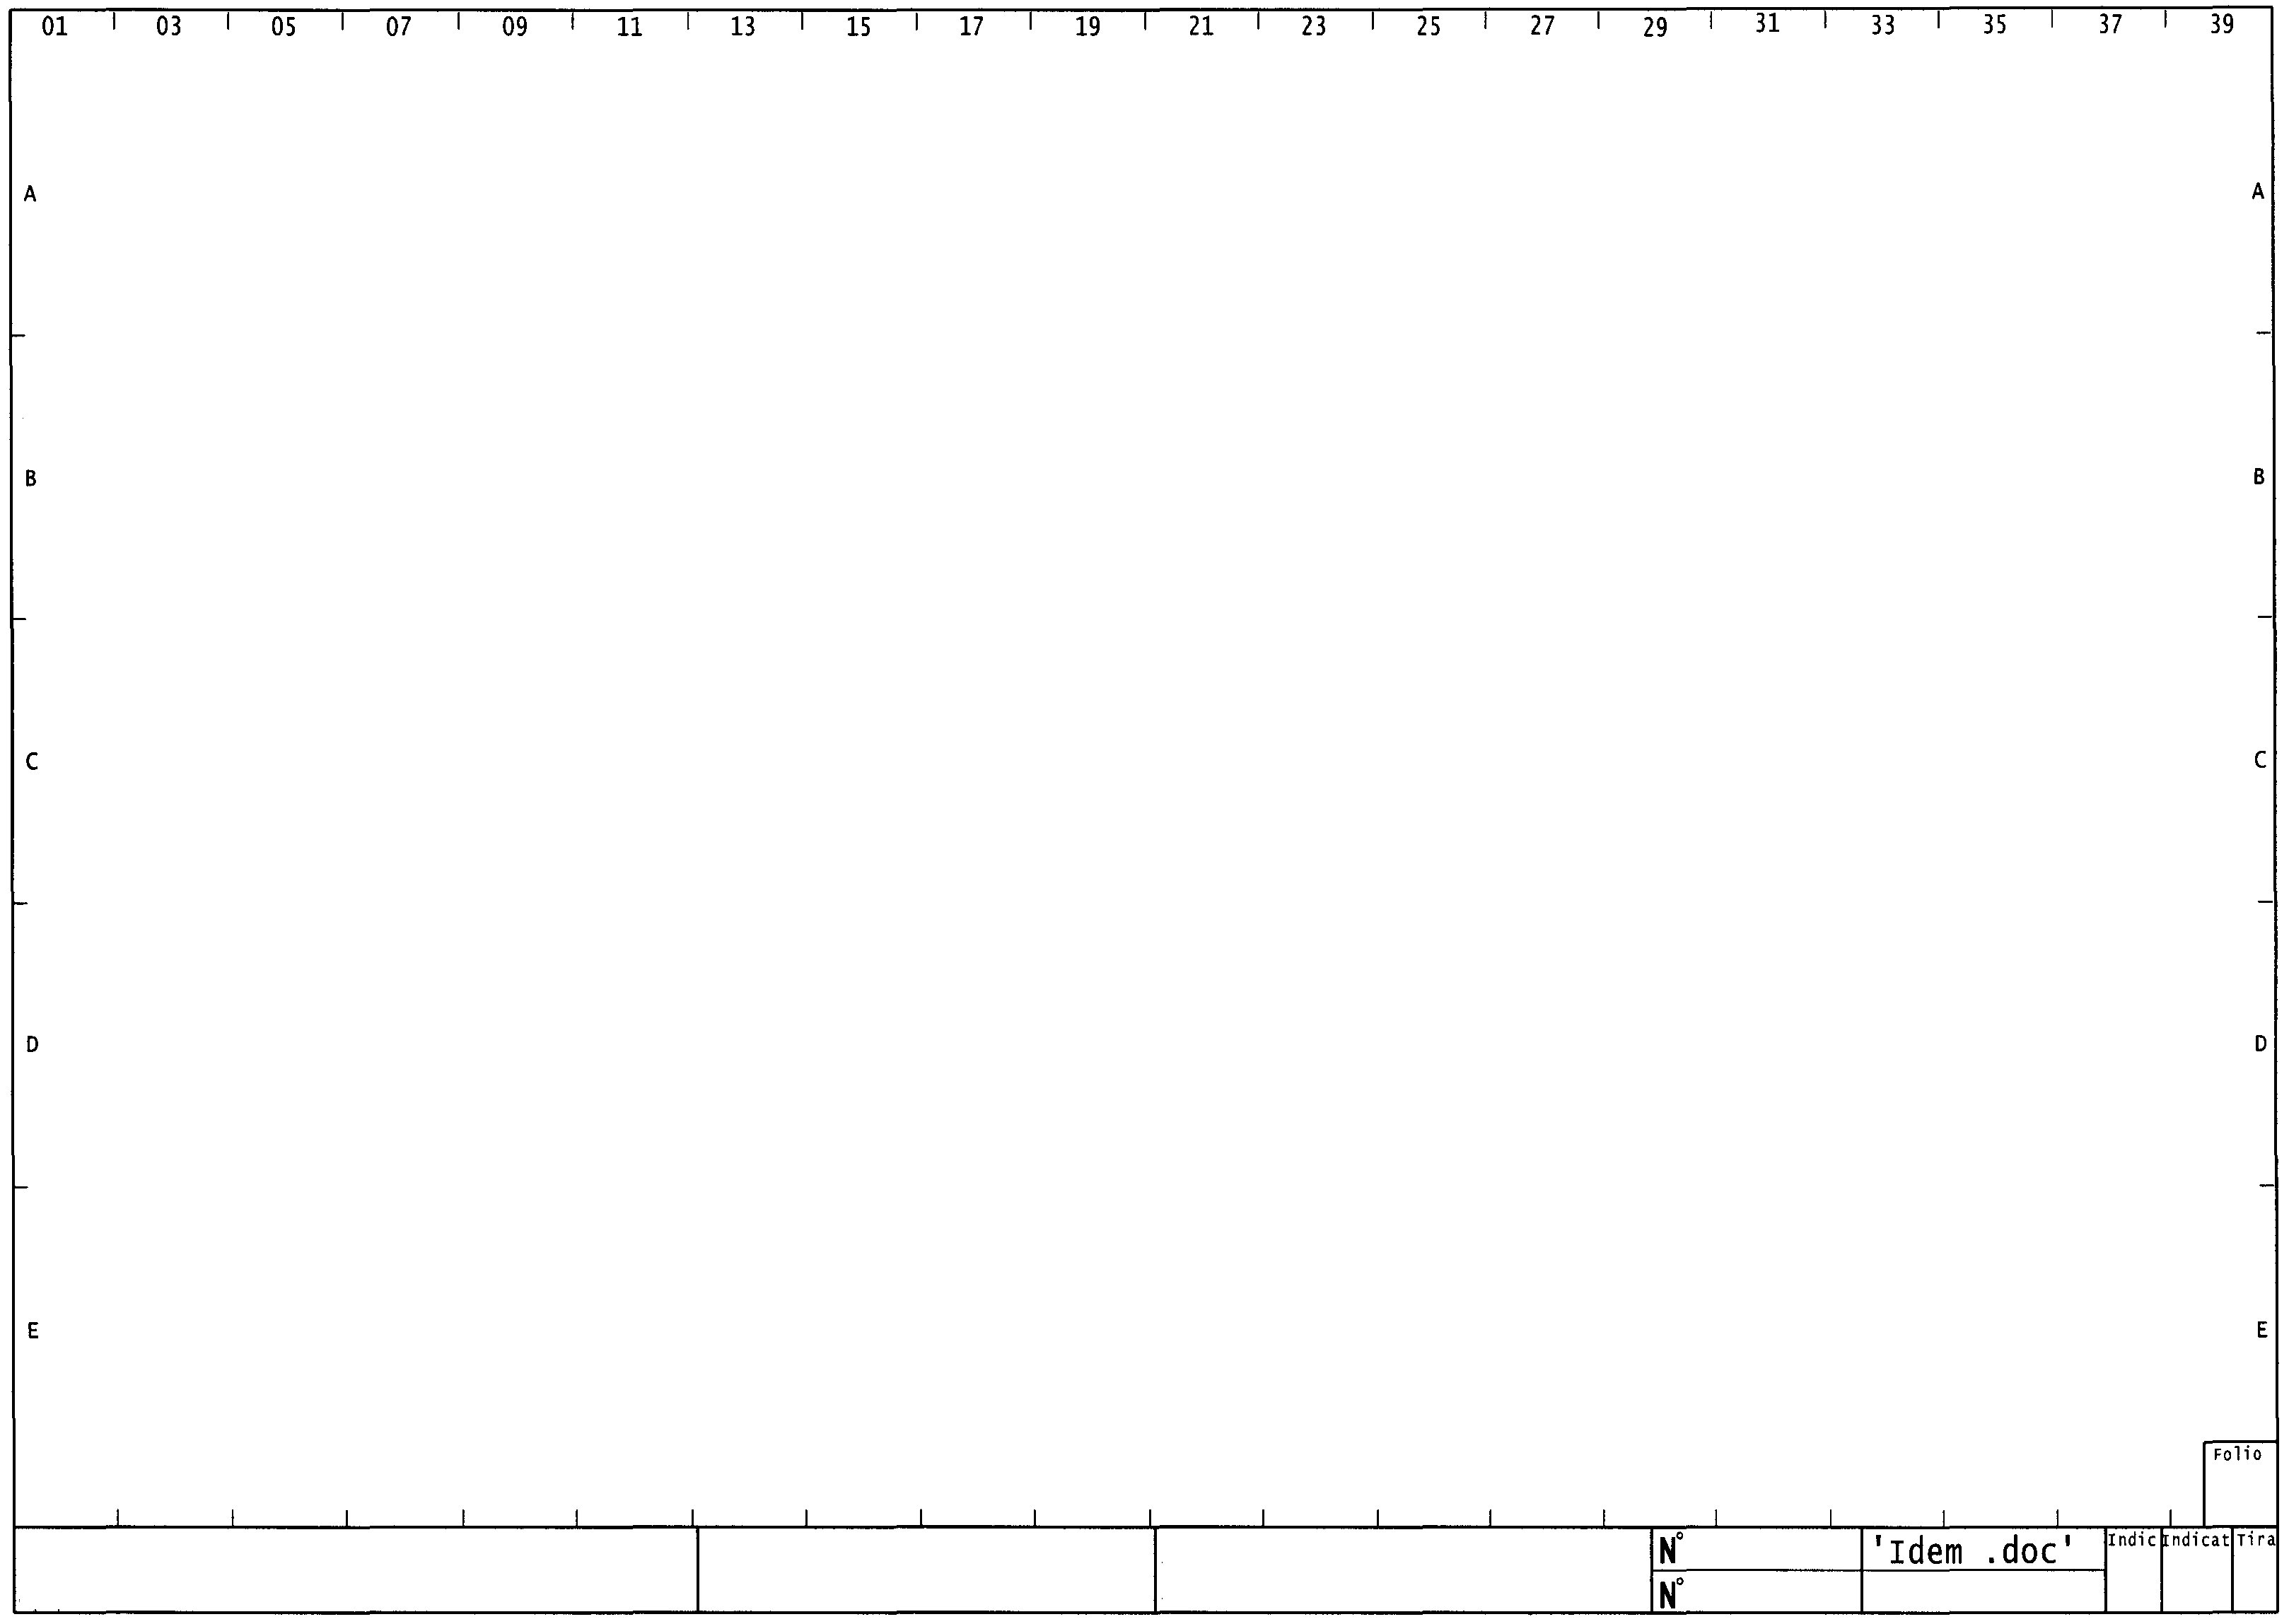 01 03 05 07 09 11 13 15 17 19 21 23 25 27 29 31 33 35 37 39
A A
B B
C C
D D
E E
Folio
N° 'Idem .doc' Indic Indicat Tira
N°